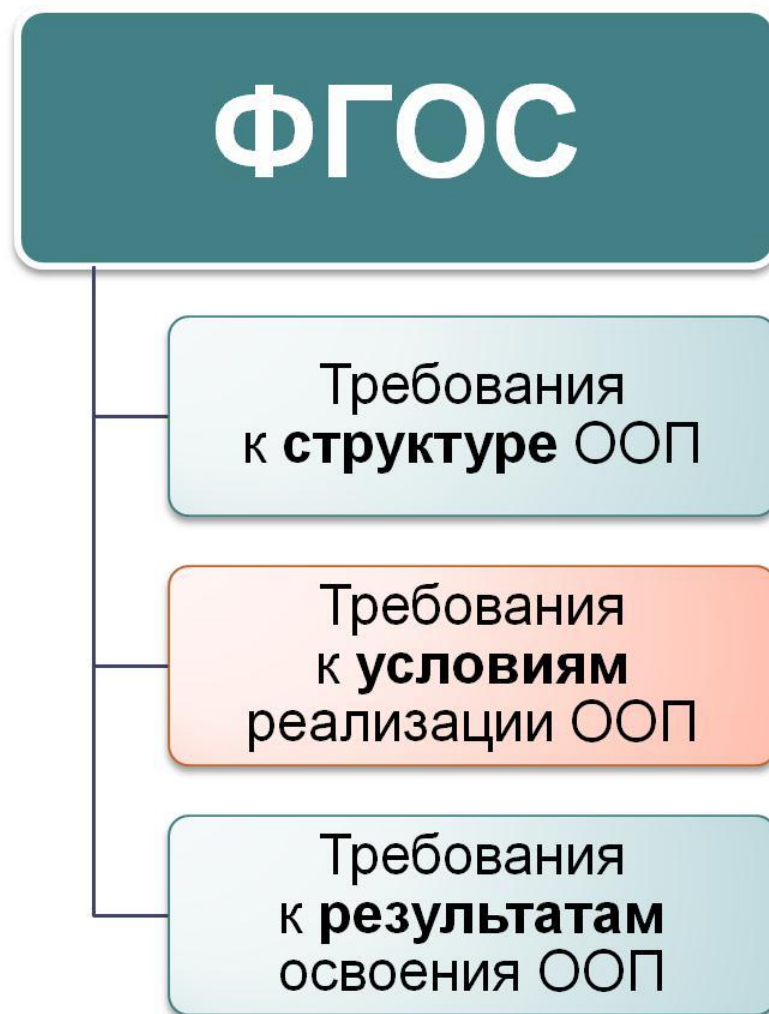 ФГОС
Требования
к структуре ООП
Требования
к условиям
реализации ООП
Требования
к результатам
освоения ООП